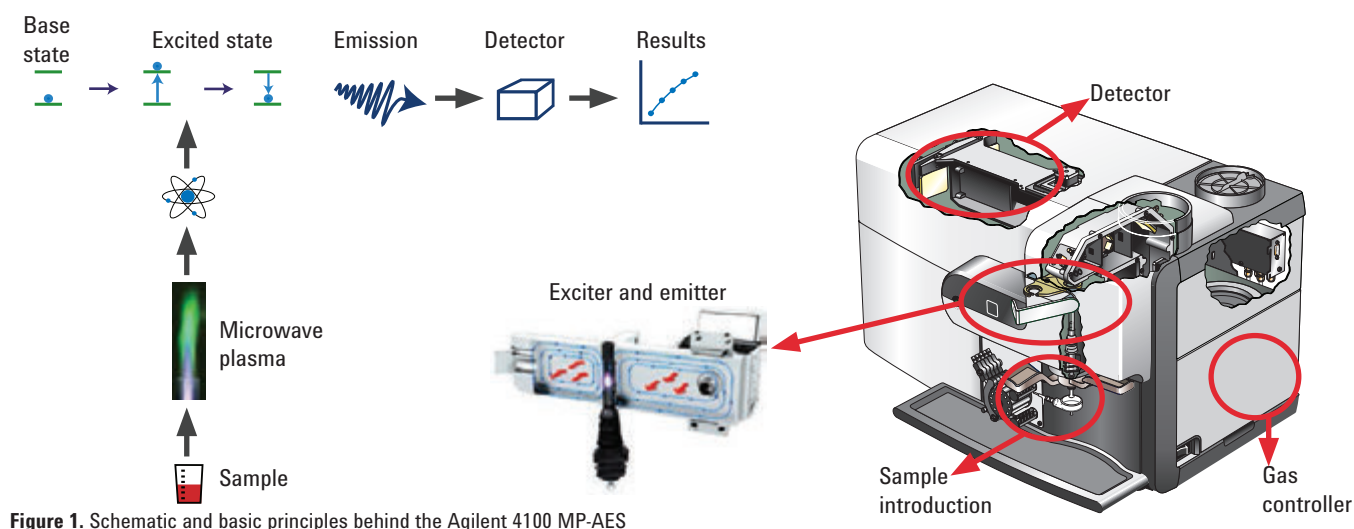 Base
state
Excited state
Emission
Detector
Results
Microwave
plasma
Sample
Exciter and emitter
Detector
Sample
introduction
Gas
controller
Figure 1. Schematic and basic principles behind the Agilent 4100 MP-AES